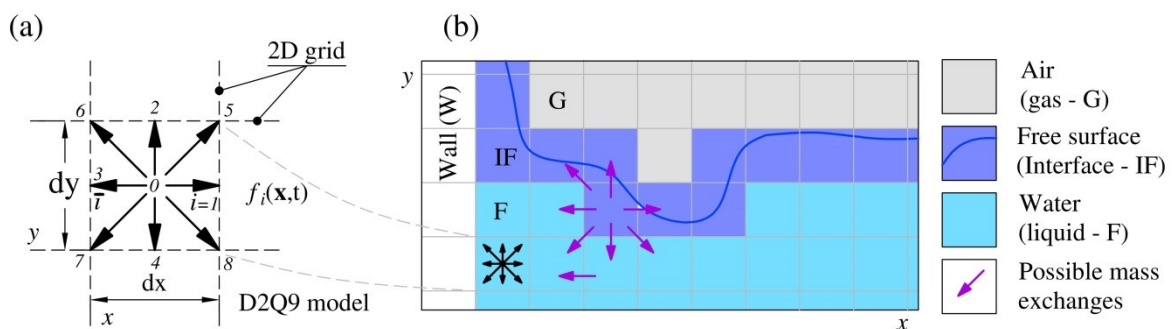 (a)
2D grid
6
2
5
3
0
i=1
ī
dy
f_i(x,t)
y
7
4
8
dx
x
D2Q9 model
(b)
y
Wall (W)
G
IF
F
x
Air
(gas - G)
Free surface
(Interface - IF)
Water
(liquid - F)
Possible mass
exchanges